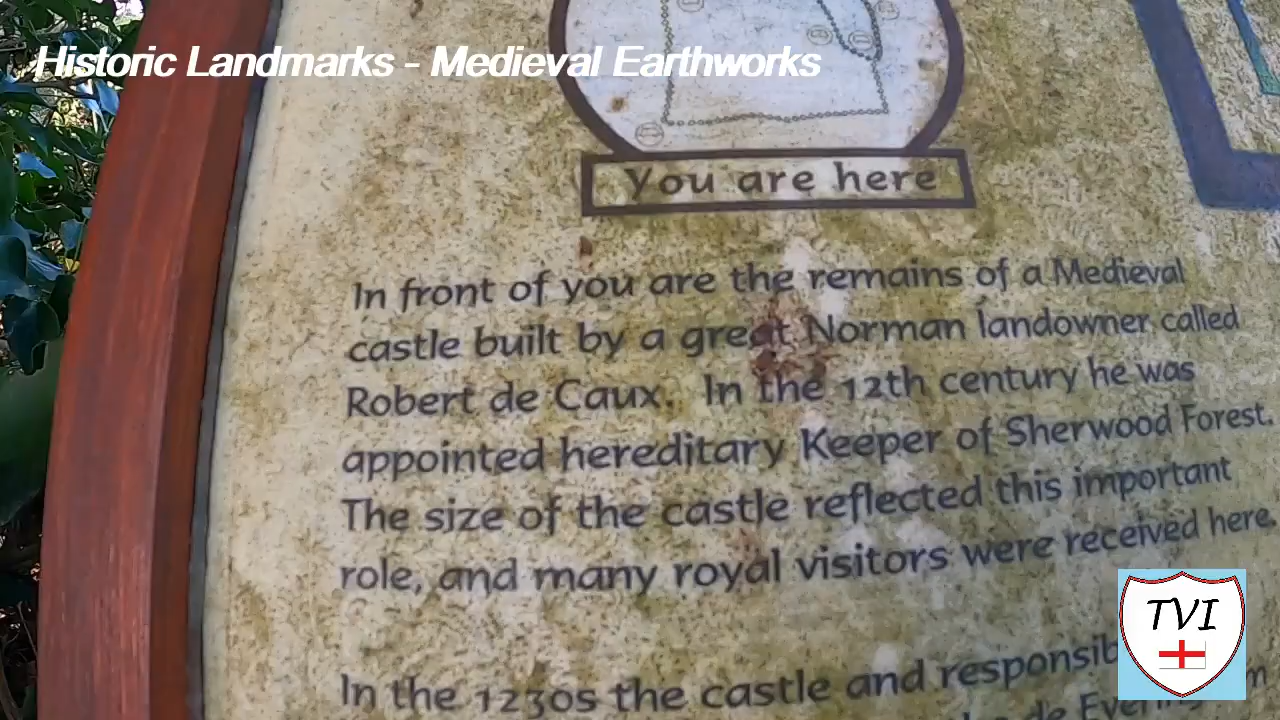 Historic Landmarks - Medieval Earthworks
You are here
In front of you are the remains of a Medieval
castle built by a great Norman landowner called
Robert de Caux. In the 12th century he was
appointed hereditary Keeper of Sherwood Forest.
The size of the castle reflected this important
role, and many royal visitors were received here.
In the 1230s the castle and
de
TVI